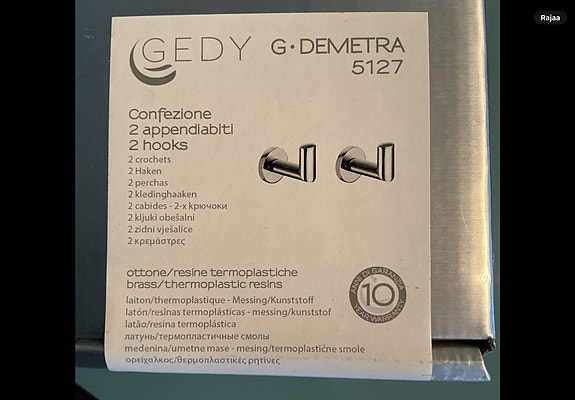 Rajaa
GEDY G•DEMETRA
5127
Confezione
2 appendiabiti
2 hooks
2 crochets
2 Haken
2 perchas
2 kledinghaaken
2 cabides - 2-х крючоки
2 kljuki obešalni
2 zidni vješalice
2 κρεμάστρες
ottone/resine termoplastiche
brass/thermoplastic resins
laiton/thermoplastique - Messing/Kunststoff
latón/resinas termoplásticas - messing/kunststof
latão/resina termoplástica
латунь/термопластичные смолы
medenina/umetne mase - mesing/termoplastične smole
ορείχαλκος/θερμοπλαστικές ρητίνες
ANNI DI GARANZIA
10
YEAR WARRANTY